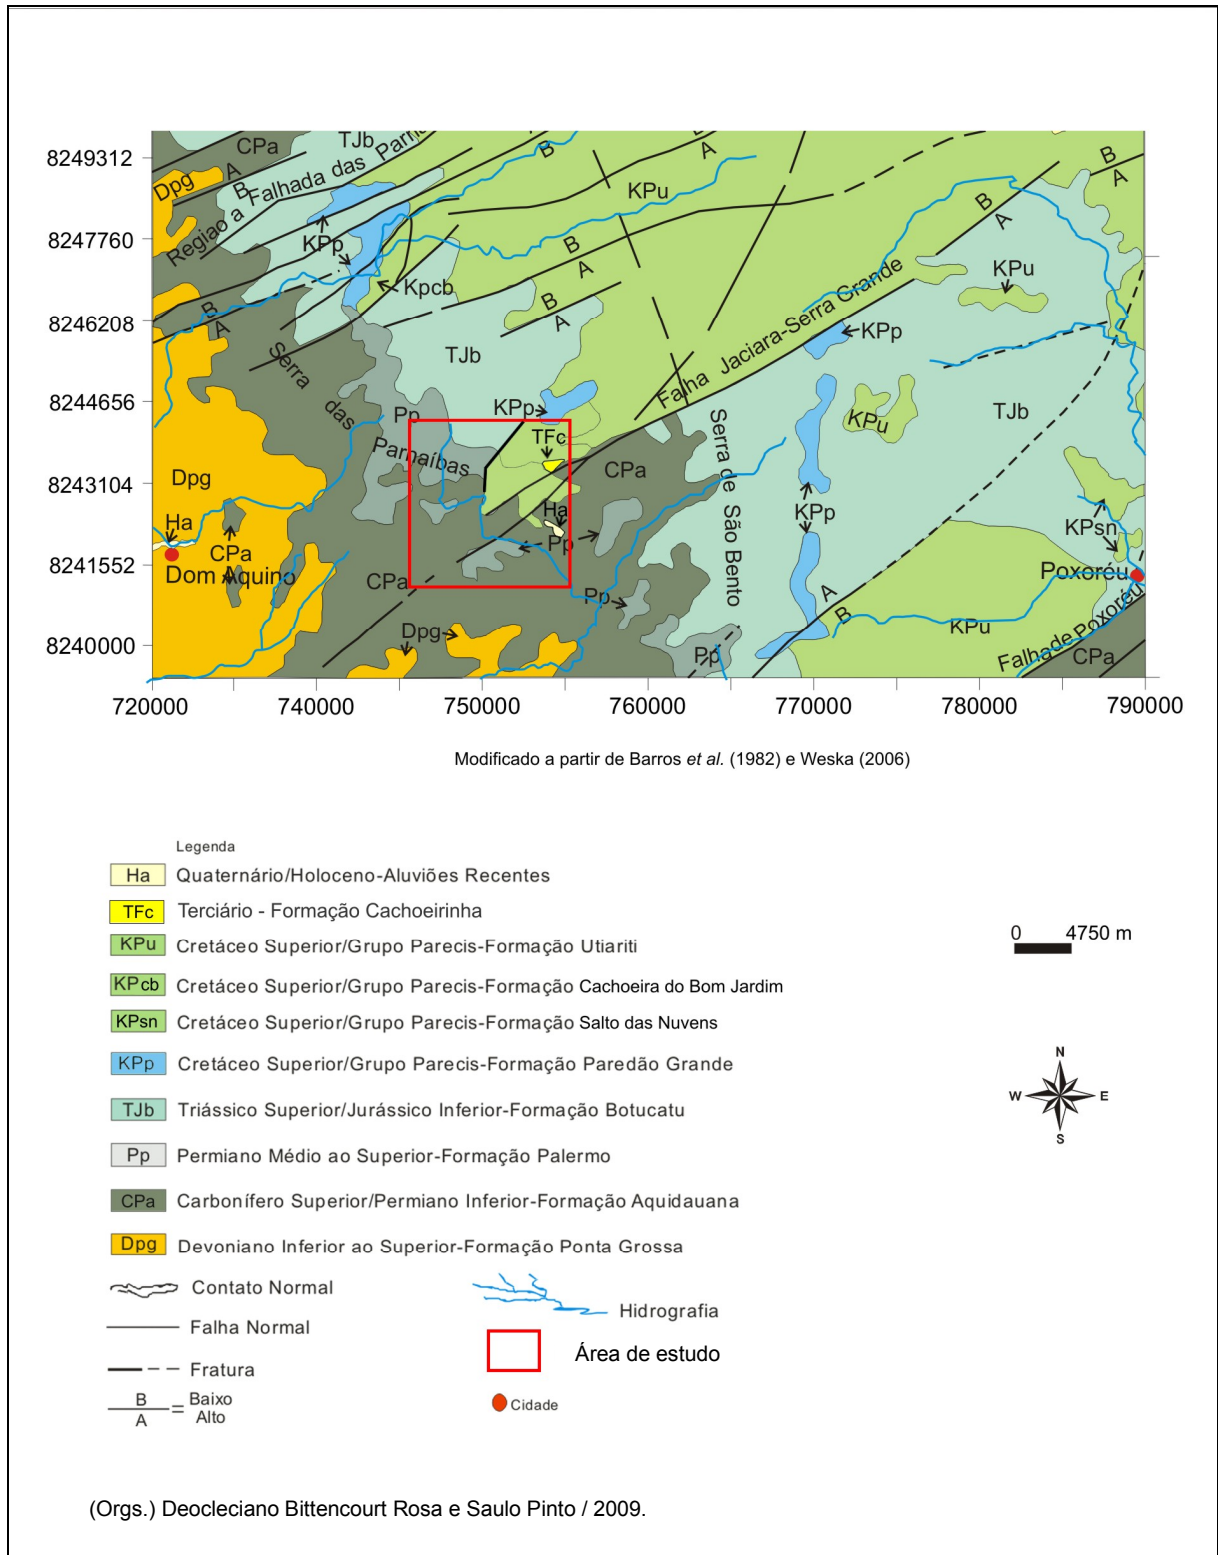 8249312
8247760
8246208
8244656
8243104
8241552
8240000
CPa
TJb
B
B
A
B
A
Dpg
A
B
Regiao a Falhada das Parna
KPu
B
A
KPp
Kpcb
B
A
B
A
B
A
KPu
KPp
Falha Jaciara-Serra Grande
TJb
Serra das Parnaíbas
Pp
KPp
TFc
CPa
KPu
TJb
Serra de São Bento
Dpg
Ha
CPa
Dom Aquino
Ha
Pp
KPp
KPsn
Poxoréu
CPa
Pp
A
B
KPu
Dpg
Pp
Falhade Poxoréu
CPa
720000 740000 750000 760000 770000 780000 790000
Modificado a partir de Barros et al. (1982) e Weska (2006)
Legenda
Ha Quaternário/Holoceno-Aluviões Recentes
TFc Terciário - Formação Cachoeirinha
KPu Cretáceo Superior/Grupo Parecis-Formação Utiariti
KPcb Cretáceo Superior/Grupo Parecis-Formação Cachoeira do Bom Jardim
KPsn Cretáceo Superior/Grupo Parecis-Formação Salto das Nuvens
KPp Cretáceo Superior/Grupo Parecis-Formação Paredão Grande
TJb Triássico Superior/Jurássico Inferior-Formação Botucatu
Pp Permiano Médio ao Superior-Formação Palermo
CPa Carbonífero Superior/Permiano Inferior-Formação Aquidauana
Dpg Devoniano Inferior ao Superior-Formação Ponta Grossa
Contato Normal
Hidrografia
Falha Normal
Área de estudo
Fratura
B = Baixo
A Alto
Cidade
0 4750 m
N
W E
S
(Orgs.) Deocleciano Bittencourt Rosa e Saulo Pinto / 2009.